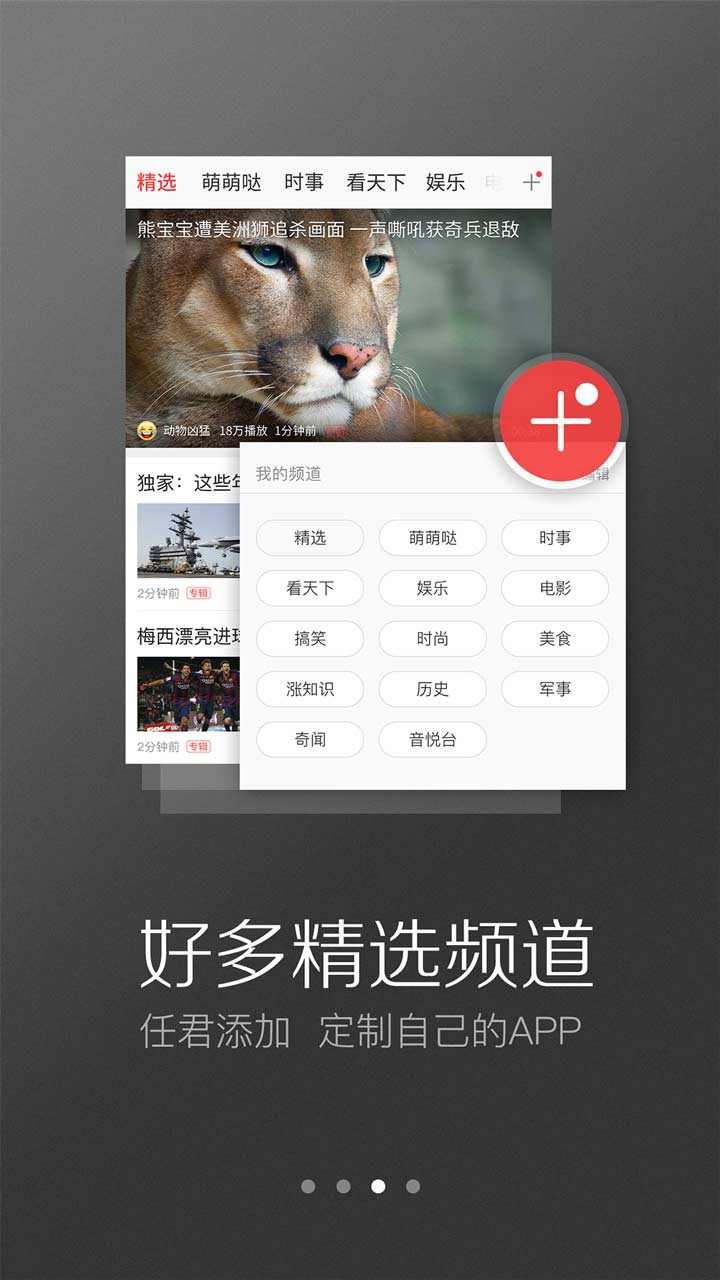 精选 萌萌哒 时事 看天下 娱乐 电
熊宝宝遭美洲狮追杀画面 一声嘶吼获奇兵退敌
动物凶猛 18万播放 1分钟前
我的频道 编辑
独家：这些年
精选 萌萌哒 时事
2分钟前 专辑
看天下 娱乐 电影
梅西漂亮进球
搞笑 时尚 美食
涨知识 历史 军事
2分钟前 专辑
奇闻 音悦台
好多精选频道
任君添加 定制自己的APP